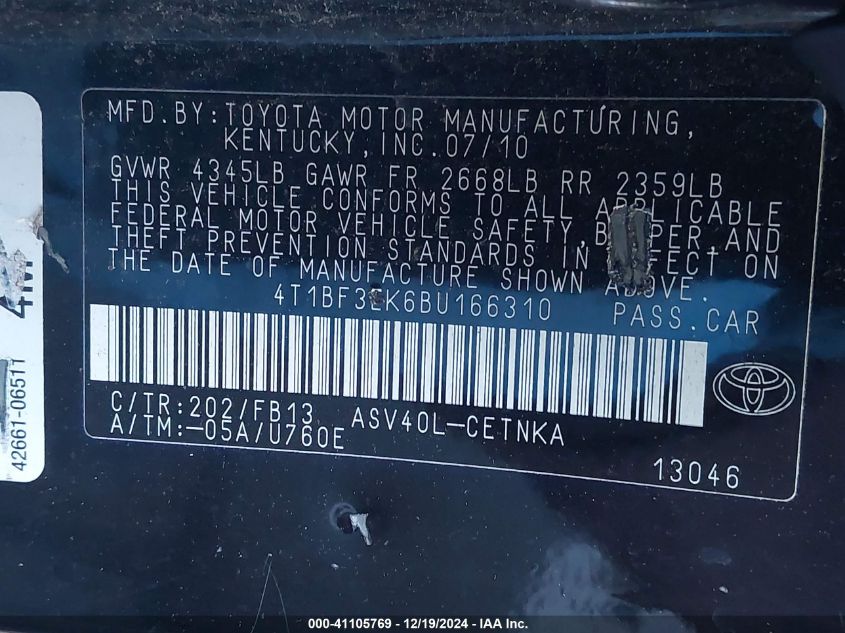 MFD.BY:TOYOTA MOTOR MANUFACTURING,
KENTUCKY, INC. 07/10
GVWR 4345LB GAWR FR 2668LB RR 2359LB
THIS VEHICLE CONFORMS TO ALL APPLICABLE
FEDERAL MOTOR VEHICLE SAFETY, BUMPER, AND
THEFT PREVENTION STANDARDS IN EFFECT ON
THE DATE OF MANUFACTURE SHOWN ABOVE.
4T1BF3EK6BU166310 PASS.CAR
C/TR:202/FB13 ASV40L-CETNKA
A/TM:-05A/U760E
13046
42661-06511
000-41105769 - 12/19/2024 - IAA Inc.